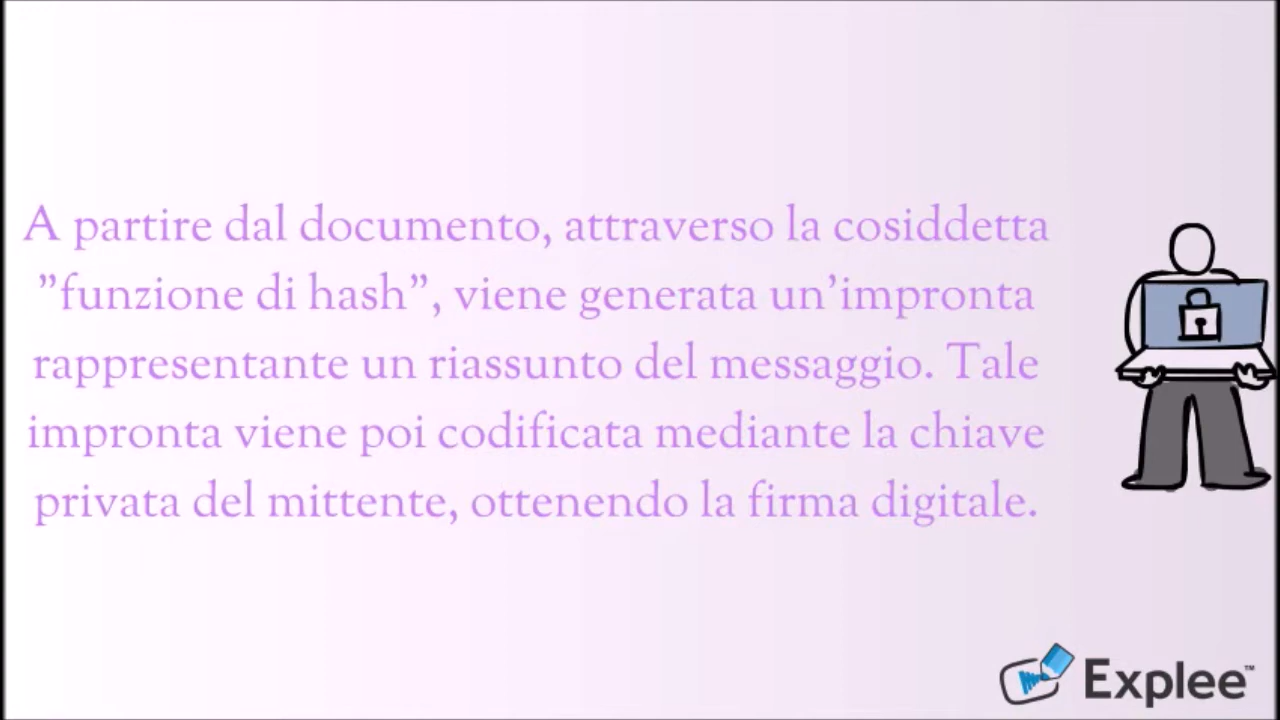 A partire dal documento, attraverso la cosiddetta
”funzione di hash”, viene generata un’impronta
rappresentante un riassunto del messaggio. Tale
impronta viene poi codificata mediante la chiave
privata del mittente, ottenendo la firma digitale.
Explee™